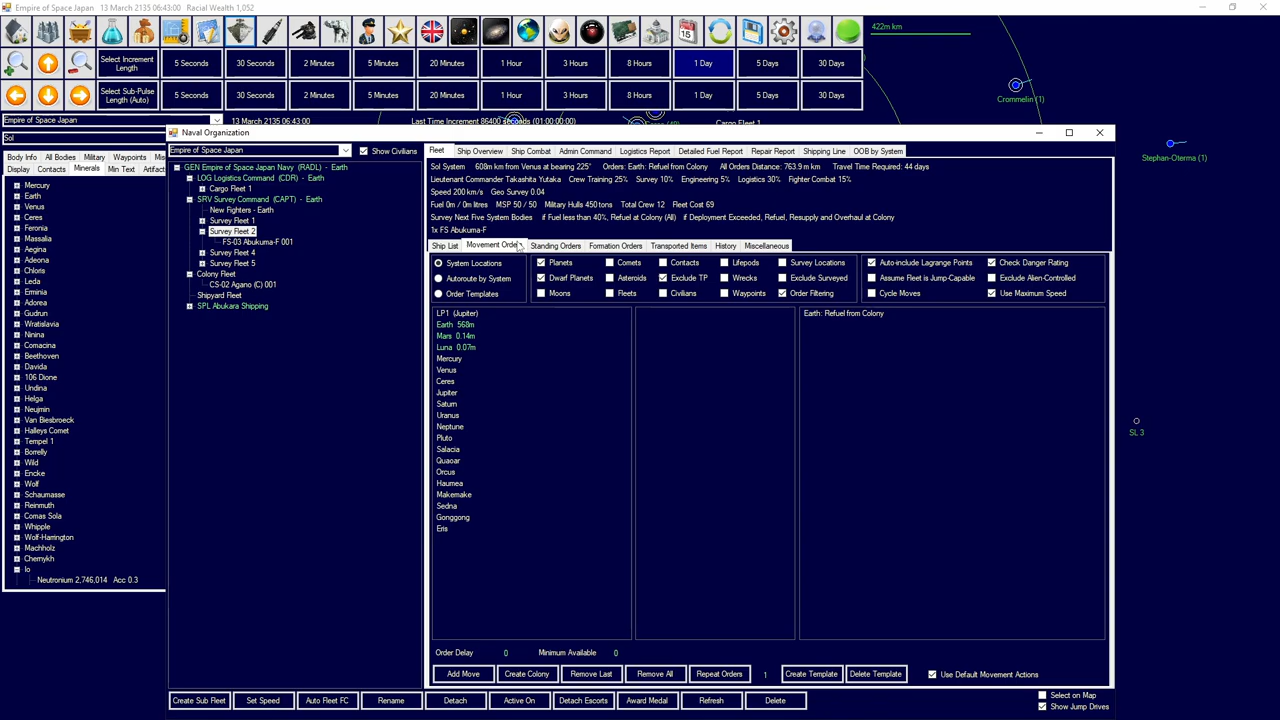 Empire of Space Japan    13 March 2135 06:43:00    Racial Wealth 1,052
422m km
Select Increment Length
5 Seconds
30 Seconds
2 Minutes
5 Minutes
20 Minutes
1 Hour
3 Hours
8 Hours
1 Day
5 Days
30 Days
Select Sub-Pulse Length (Auto)
5 Seconds
30 Seconds
2 Minutes
5 Minutes
20 Minutes
1 Hour
3 Hours
8 Hours
1 Day
5 Days
30 Days
Crommelin (1)
Stephan-Oterma (1)
SL 3
Empire of Space Japan
13 March 2135 06:43:00
Last Time Increment 86400 seconds (01:00:00:00)
Cargo Fleet 1
Sol
Body Info
All Bodies
Military
Waypoints
Display
Contacts
Minerals
Min Text
Mercury
Earth
Venus
Ceres
Feronia
Massalia
Aegina
Adeona
Chloris
Leda
Eminia
Adorea
Gudrun
Wratislavia
Ninina
Comacina
Beethoven
Davida
106 Dione
Undina
Helga
Neujmin
Van Biesbroeck
Halleys Comet
Tempel 1
Borrelly
Wild
Encke
Wolf
Schaumasse
Reinmuth
Comas Sola
Whipple
Wolf-Harrington
Machholz
Chernykh
Io
Neutronium 2,746,014   Acc 0.3
Naval Organization
Empire of Space Japan
Show Civilians
GEN Empire of Space Japan Navy (RADL) - Earth
LOG Logistics Command (CDR) - Earth
Cargo Fleet 1
SRV Survey Command (CAPT) - Earth
New Fighters - Earth
Survey Fleet 1
Survey Fleet 2
FS-03 Abukuma-F 001
Survey Fleet 4
Survey Fleet 5
Colony Fleet
CS-02 Agano (C) 001
Shipyard Fleet
SPL Abukara Shipping
Fleet
Ship Overview
Ship Combat
Admin Command
Logistics Report
Detailed Fuel Report
Repair Report
Shipping Line
OOB by System
Sol System    608m km from Venus at bearing 225°    Orders: Earth: Refuel from Colony    All Orders Distance: 763.9 m km    Travel Time Required: 44 days
Lieutenant Commander Takashita Yutaka    Crew Training 25%    Survey 10%    Engineering 5%    Logistics 30%    Fighter Combat 15%
Speed 200 km/s    Geo Survey 0.04
Fuel 0m / 0m litres    MSP 50 / 50    Military Hulls 450 tons    Total Crew 12    Fleet Cost 69
Survey Next Five System Bodies    if Fuel less than 40%, Refuel at Colony (All)    if Deployment Exceeded, Refuel, Resupply and Overhaul at Colony
1x FS Abukuma-F
Ship List
Movement Orders
Standing Orders
Formation Orders
Transported Items
History
Miscellaneous
System Locations
Autoroute by System
Order Templates
Planets
Comets
Contacts
Lifepods
Survey Locations
Dwarf Planets
Asteroids
Exclude TP
Wrecks
Exclude Surveyed
Moons
Fleets
Civilians
Waypoints
Order Filtering
Auto-include Lagrange Points
Check Danger Rating
Assume Fleet is Jump-Capable
Exclude Alien-Controlled
Cycle Moves
Use Maximum Speed
LP1 (Jupiter)
Earth  568m
Mars  0.14m
Luna  0.07m
Mercury
Venus
Ceres
Jupiter
Saturn
Uranus
Neptune
Pluto
Salacia
Quaoar
Orcus
Haumea
Makemake
Sedna
Gonggong
Eris
Earth: Refuel from Colony
Order Delay    0    Minimum Available    0
Add Move
Create Colony
Remove Last
Remove All
Repeat Orders
1
Create Template
Delete Template
Use Default Movement Actions
Create Sub Fleet
Set Speed
Auto Fleet FC
Rename
Detach
Active On
Detach Escorts
Award Medal
Refresh
Delete
Select on Map
Show Jump Drives